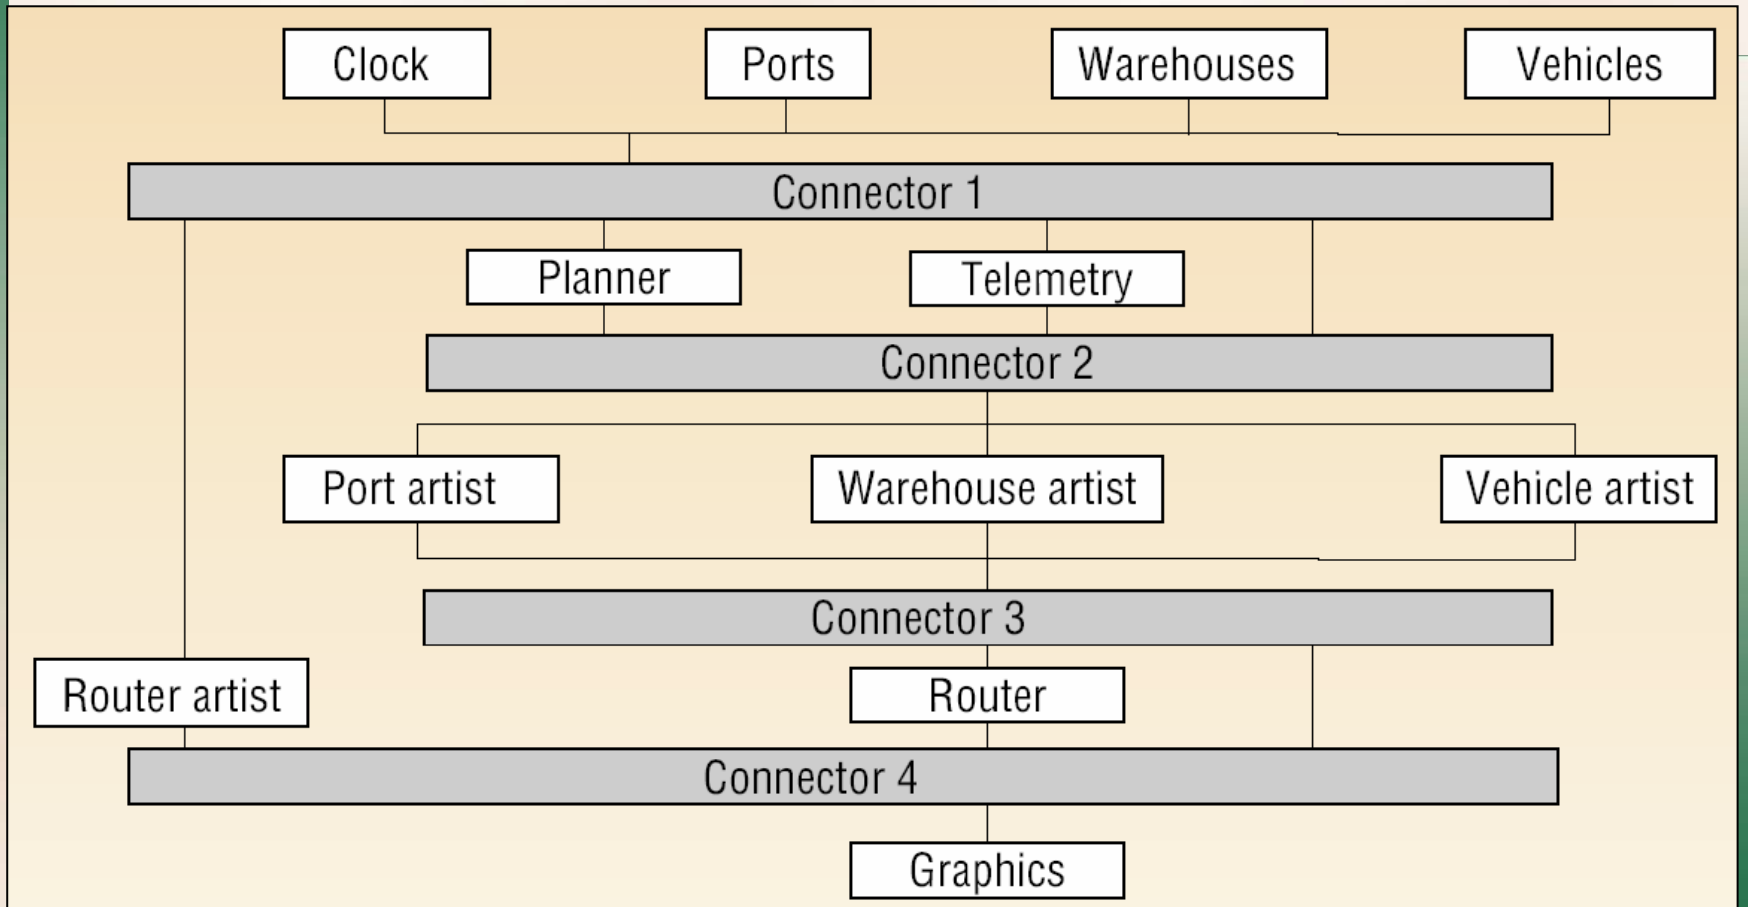 Clock
Ports
Warehouses
Vehicles
Connector 1
Planner
Telemetry
Connector 2
Port artist
Warehouse artist
Vehicle artist
Connector 3
Router artist
Router
Connector 4
Graphics